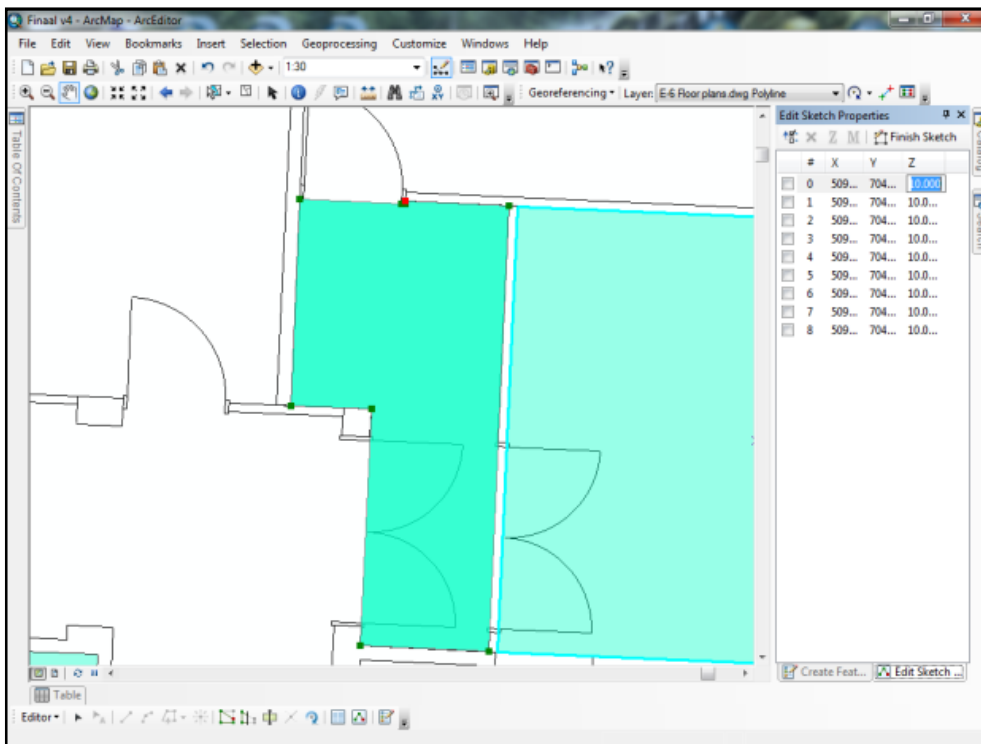 Finaal v4 - ArcMap - ArcEditor
File Edit View Bookmarks Insert Selection Geoprocessing Customize Windows Help
1:30
Georeferencing Layer: E-6 Floor plans.dwg Polyline
Table Of Contents
Edit Sketch Properties
Z M Finish Sketch
# X Y Z
0 509... 704... 10.000
1 509... 704... 10.0...
2 509... 704... 10.0...
3 509... 704... 10.0...
4 509... 704... 10.0...
5 509... 704... 10.0...
6 509... 704... 10.0...
7 509... 704... 10.0...
8 509... 704... 10.0...
Create Feat... Edit Sketch ...
Table
Editor